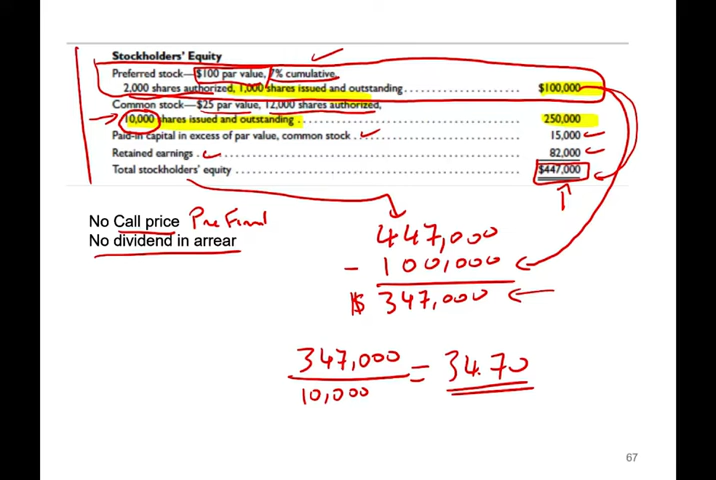 Stockholders' Equity
Preferred stock—$100 par value, 7% cumulative,
2,000 shares authorized, 1,000 shares issued and outstanding . . . . . . . . . . . . . . . . . . . . . . . . . $100,000
Common stock—$25 par value, 12,000 shares authorized,
10,000 shares issued and outstanding . . . . . . . . . . . . . . . . . . . . . . . . . 250,000
Paid-in capital in excess of par value, common stock . . . . . . . . . . . . . . . . . . . . . . . . . 15,000
Retained earnings . . . . . . . . . . . . . . . . . . . . . . . . . 82,000
Total stockholders' equity . . . . . . . . . . . . . . . . . . . . . . . . . $447,000
No Call price
No dividend in arrear
447,000
- 100,000
$ 347,000
347,000
10,000
= 34.70
67